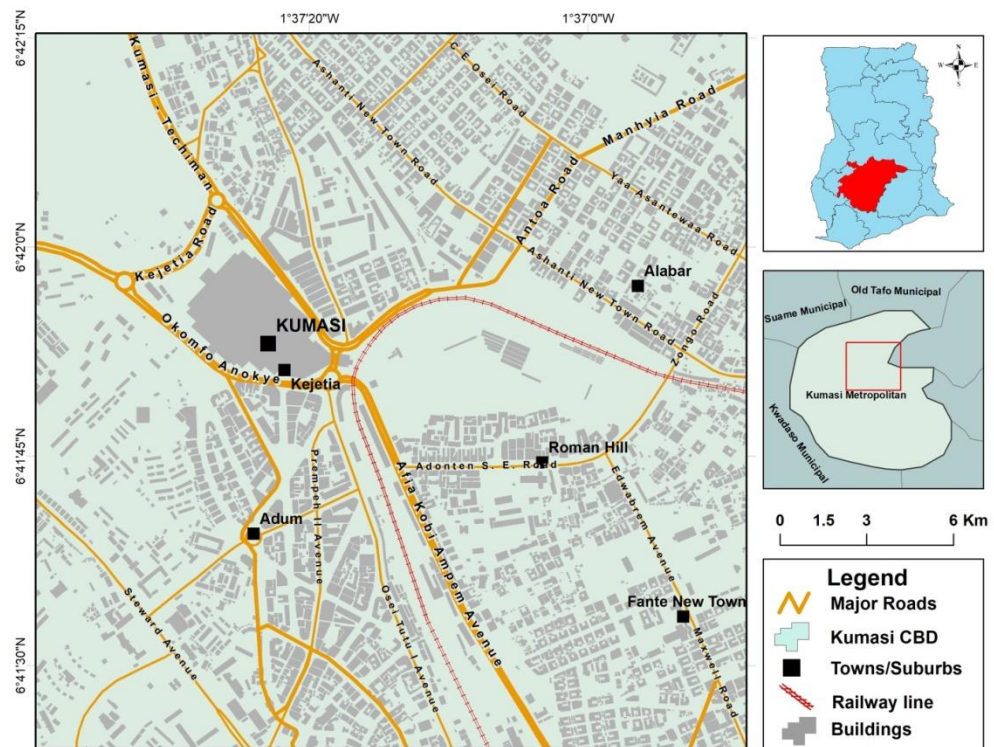 1°37'20"W
1°37'0"W
6°42'15"N
6°42'0"N
6°41'45"N
6°41'30"N
Kumasi - Techiman
Ashanti New Town Road
C.E. Osei Road
Manhyia Road
Antoa Road
Yaa Asantewaa Road
Kejetia Road
Ashanti New Town Road
Alabar
Zongo Road
KUMASI
Okomfo Anokye
Kejetia
Roman Hill
Adonten S. E. Road
Prempeh II Avenue
Afia Kobi Ampem Avenue
Edwabrem Avenue
Adum
Steward Avenue
Osei Tutu I Avenue
Fante New Town
Maxwell Road
N
W
E
S
Old Tafo Municipal
Suame Municipal
Kumasi Metropolitan
Kwadaso Municipal
0 1.5 3 6 Km
Legend
Major Roads
Kumasi CBD
Towns/Suburbs
Railway line
Buildings